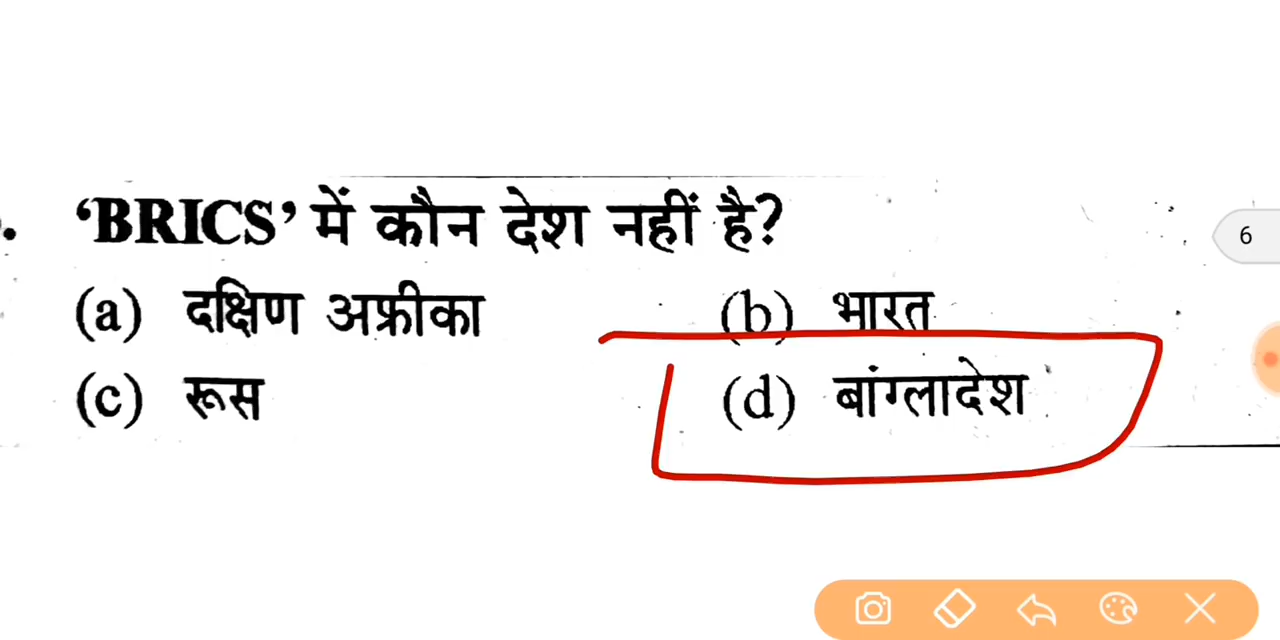 . ‘BRICS’ में कौन देश नहीं है?
(a) दक्षिण अफ्रीका (b) भारत
(c) रूस (d) बांग्लादेश
6